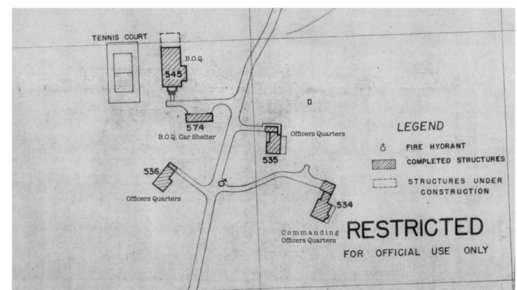 TENNIS COURT
B.O.Q.
545
574
B.O.Q. Car Shelter
Officers Quarters
535
536
Officers Quarters
534
Commanding
Officers Quarters
LEGEND
FIRE HYDRANT
COMPLETED STRUCTURES
STRUCTURES UNDER
CONSTRUCTION
RESTRICTED
FOR OFFICIAL USE ONLY